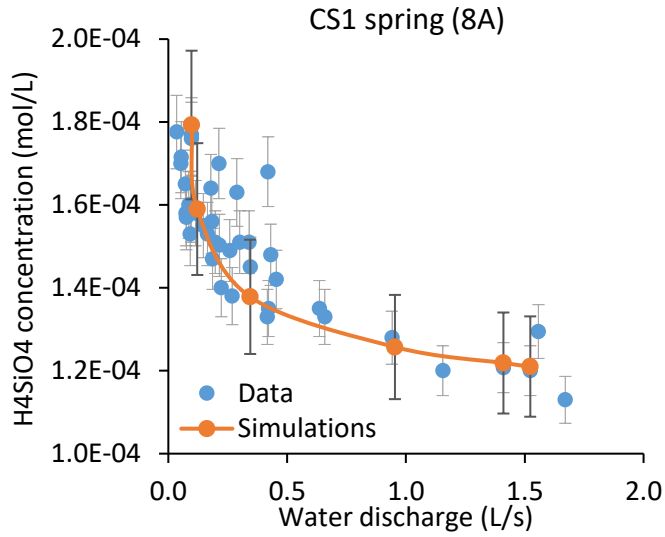 CS1 spring (8A)
H4SiO4 concentration (mol/L)
2.0E-04
1.8E-04
1.6E-04
1.4E-04
1.2E-04
1.0E-04
Data
Simulations
0.0 0.5 1.0 1.5 2.0
Water discharge (L/s)